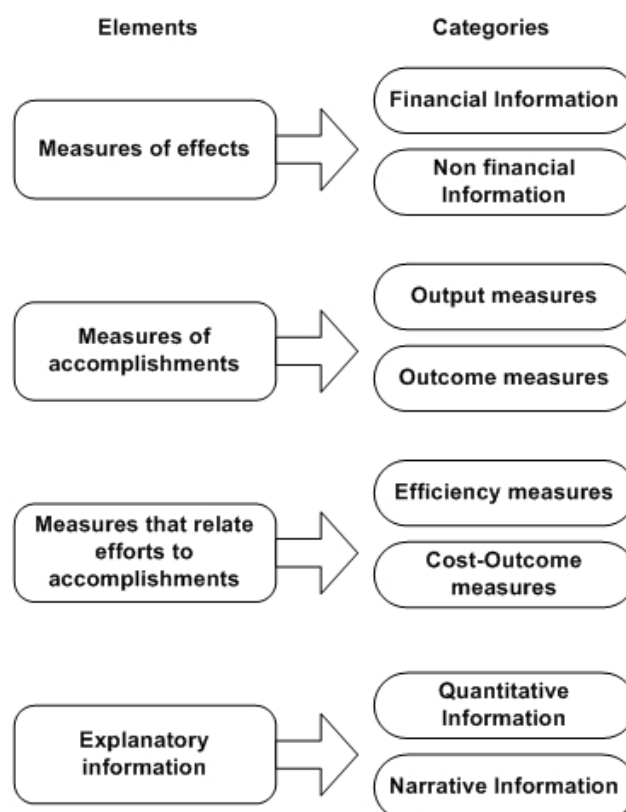 Elements
Categories
Measures of effects
Financial Information
Non financial
Information
Measures of
accomplishments
Output measures
Outcome measures
Measures that relate
efforts to
accomplishments
Efficiency measures
Cost-Outcome
measures
Explanatory
information
Quantitative
Information
Narrative Information